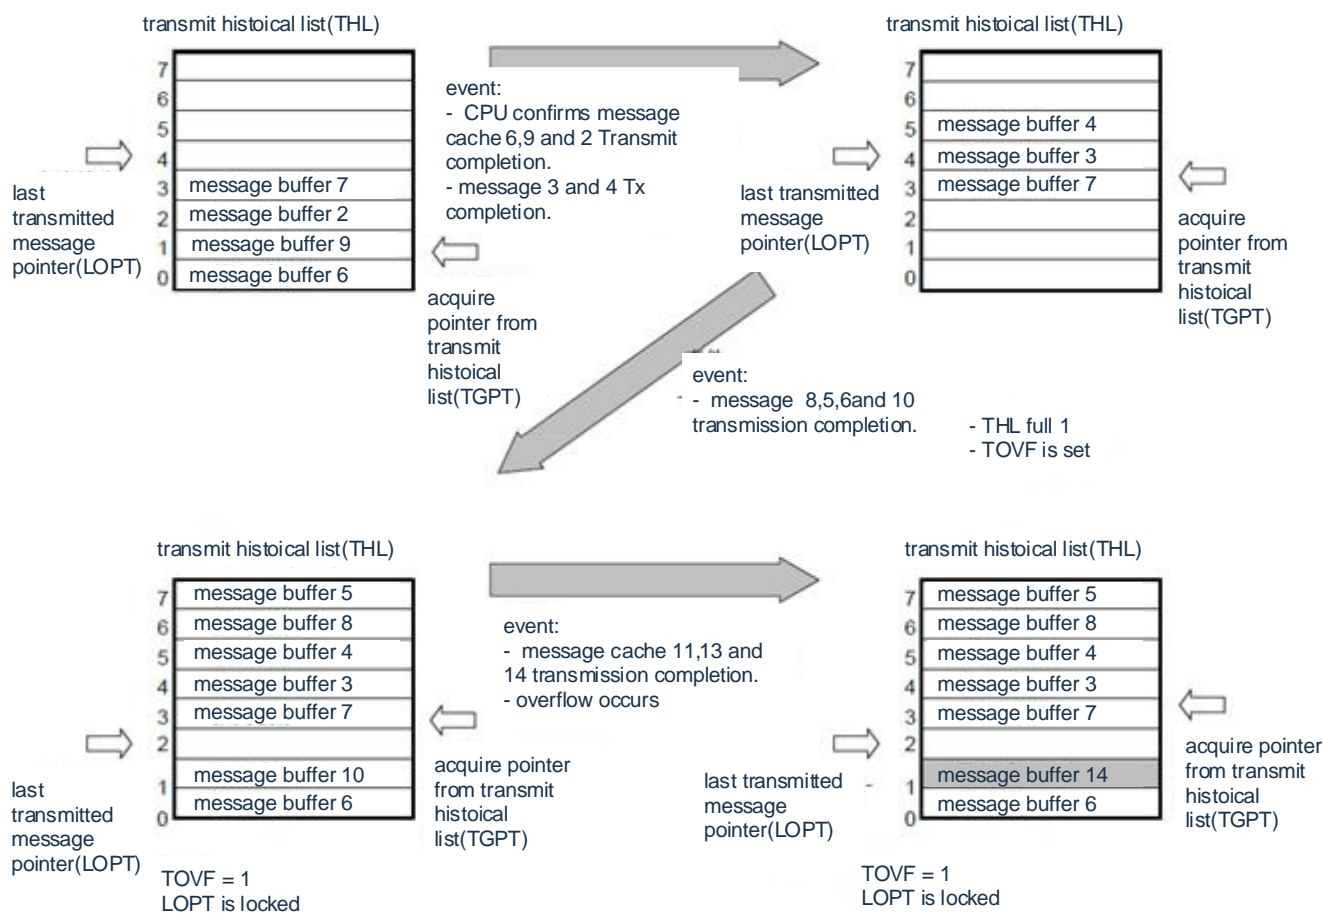 transmit histoical list(THL)
7
6
5
4
3
2
1
0
message buffer 7
message buffer 2
message buffer 9
message buffer 6
last
transmitted
message
pointer(LOPT)
acquire
pointer from
transmit
histoical
list(TGPT)
event:
- CPU confirms message
cache 6,9 and 2 Transmit
completion.
- message 3 and 4 Tx
completion.
transmit histoical list(THL)
7
6
5
4
3
2
1
0
message buffer 4
message buffer 3
message buffer 7
last transmitted
message
pointer(LOPT)
acquire
pointer from
transmit
histoical
list(TGPT)
event:
- message 8,5,6and 10
transmission completion.
- THL full 1
- TOVF is set
transmit histoical list(THL)
7
6
5
4
3
2
1
0
message buffer 5
message buffer 8
message buffer 4
message buffer 3
message buffer 7
message buffer 10
message buffer 6
last
transmitted
message
pointer(LOPT)
acquire pointer
from transmit
histoical
list(TGPT)
TOVF = 1
LOPT is locked
event:
- message cache 11,13 and
14 transmission completion.
- overflow occurs
transmit histoical list(THL)
7
6
5
4
3
2
1
0
message buffer 5
message buffer 8
message buffer 4
message buffer 3
message buffer 7
message buffer 14
message buffer 6
last transmitted
message
pointer(LOPT)
acquire pointer
from transmit
histoical
list(TGPT)
TOVF = 1
LOPT is locked